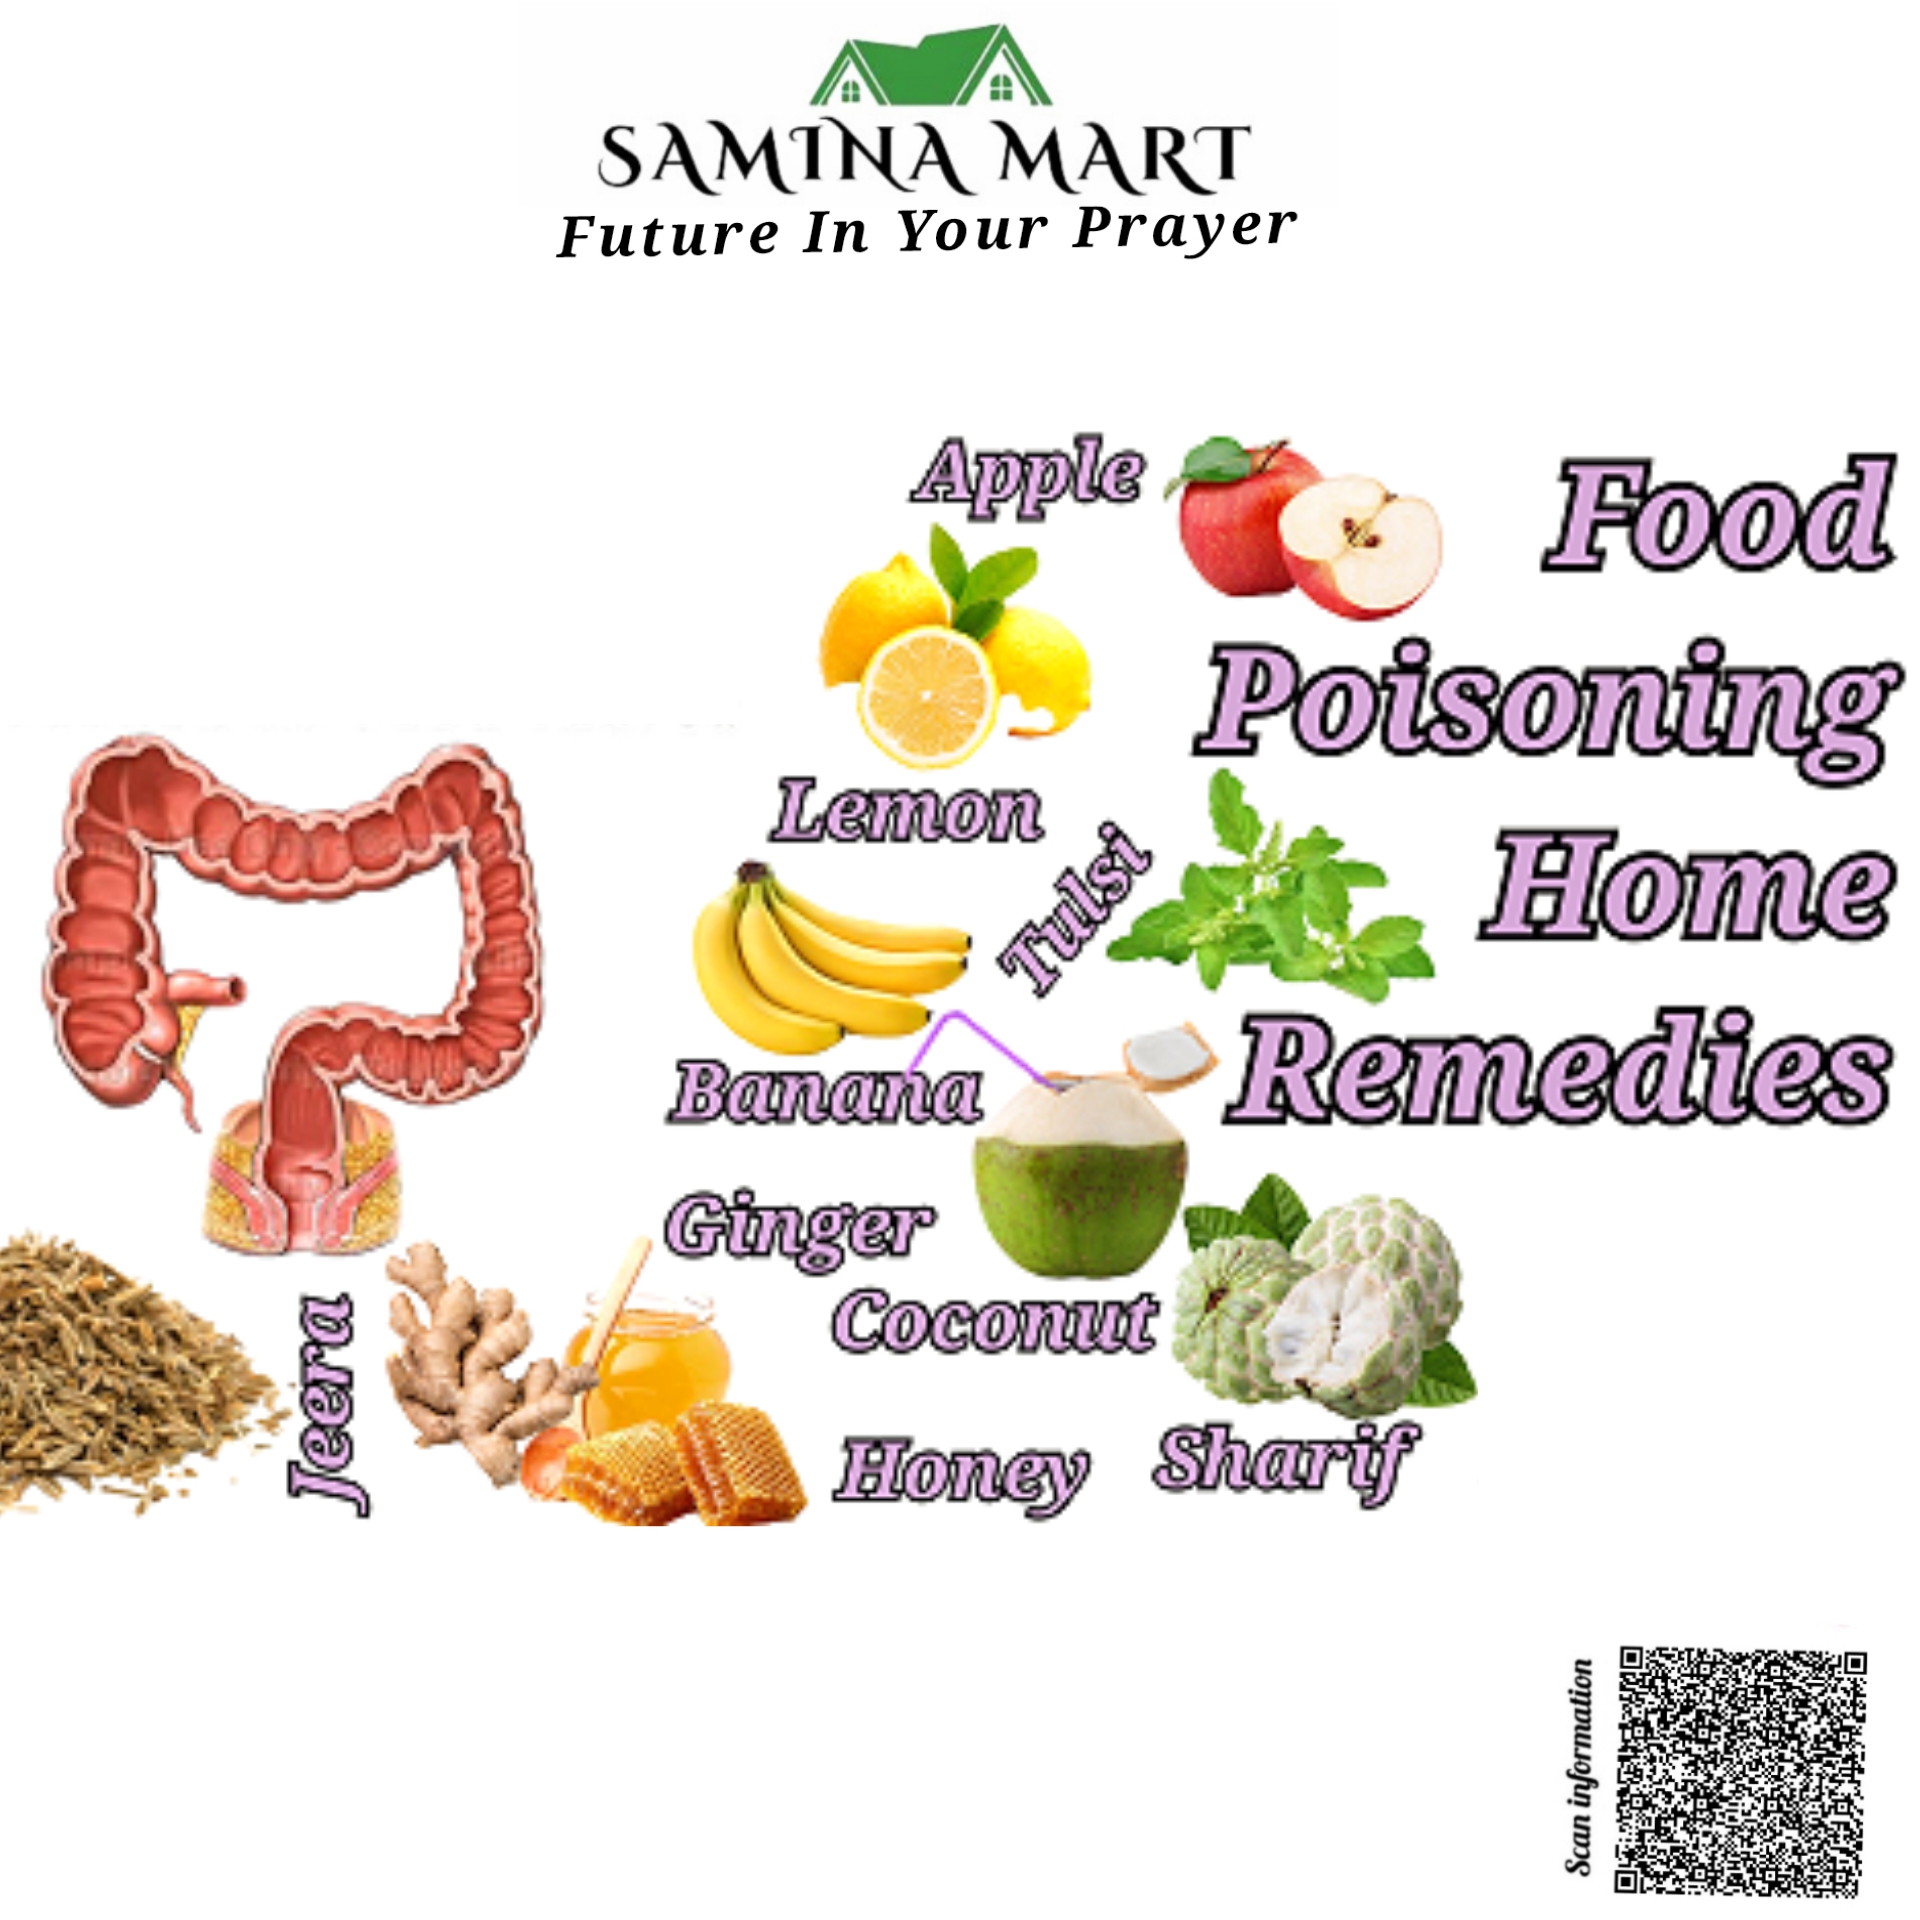 SAMINA MART
Future In Your Prayer
Apple
Food
Poisoning
Lemon
Tulsi
Home
Banana
Remedies
Ginger
Coconut
Jeera
Honey
Sharif
Scan information